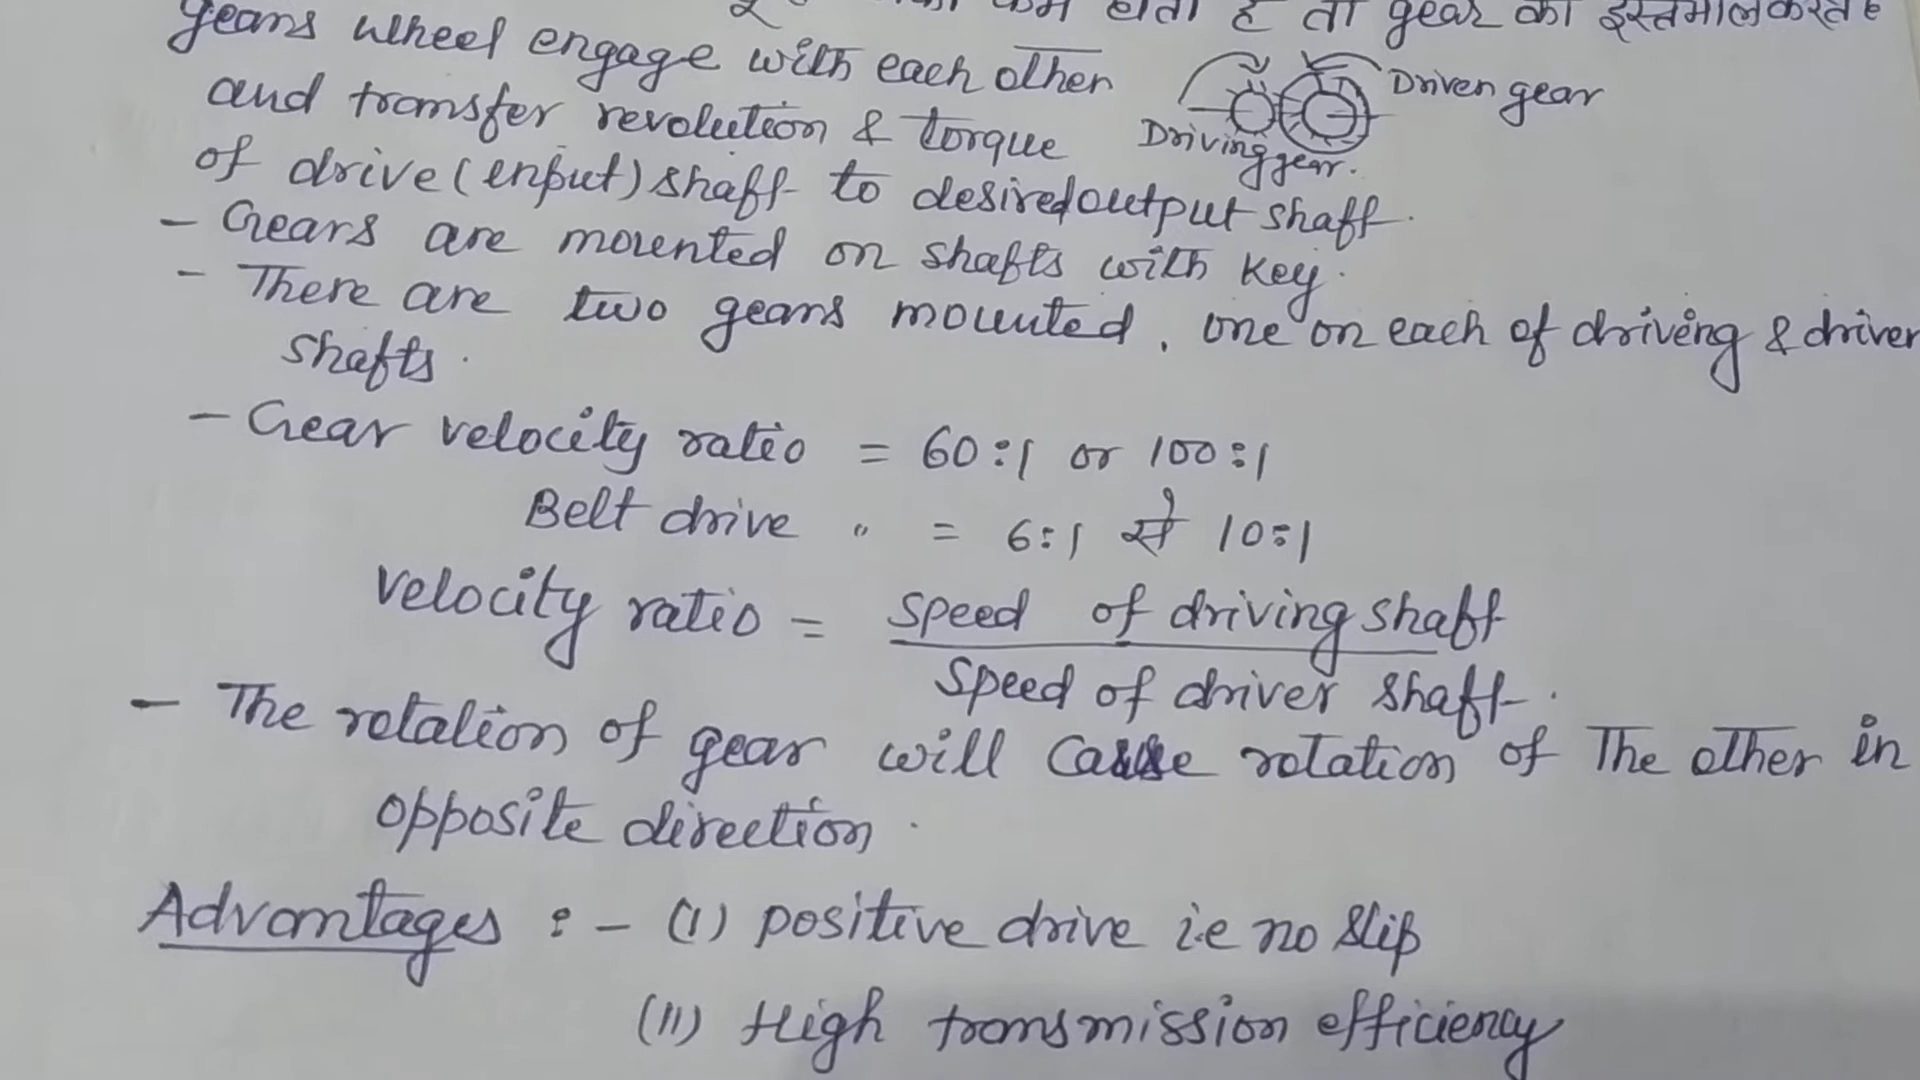 होता है तो gear का इस्तेमाल करते है
gears wheel engage with each other
and transfer revolution & torque
of drive (input) shaft to desired output shaft.
Driven gear
Driving gear.
- Gears are mounted on shafts with key.
- There are two gears mounted, one on each of driving & driver
shafts.
- Gear velocity ratio = 60:1 or 100:1
Belt drive " = 6:1 से 10:1
Velocity ratio = speed of driving shaft
speed of driver shaft.
- The rotation of gear will cause rotation of The other in
opposite direction.
Advantages :- (I) positive drive i.e no slip
(II) High transmission efficiency